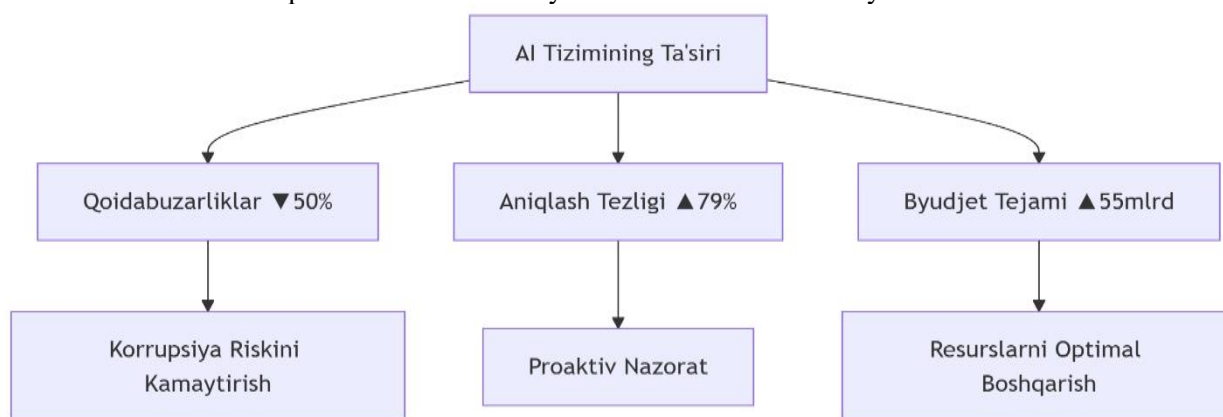 AI Tizimining Ta'siri
Qoidabuzarliklar ▼50%
Aniqlash Tezligi ▲79%
Byudjet Tejami ▲55mlrd
Korrupsiya Riskini
Kamaytirish
Proaktiv Nazorat
Resurslarni Optimal
Boshqarish